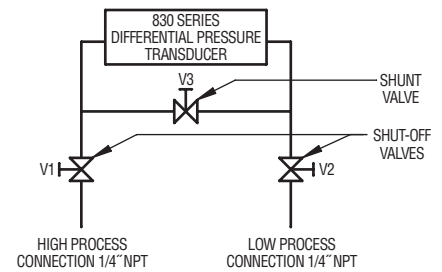 830 SERIES
DIFFERENTIAL PRESSURE
TRANSDUCER
V3
SHUNT
VALVE
SHUT-OFF
VALVES
V1
V2
HIGH PROCESS
CONNECTION 1/4˝NPT
LOW PROCESS
CONNECTION 1/4˝NPT